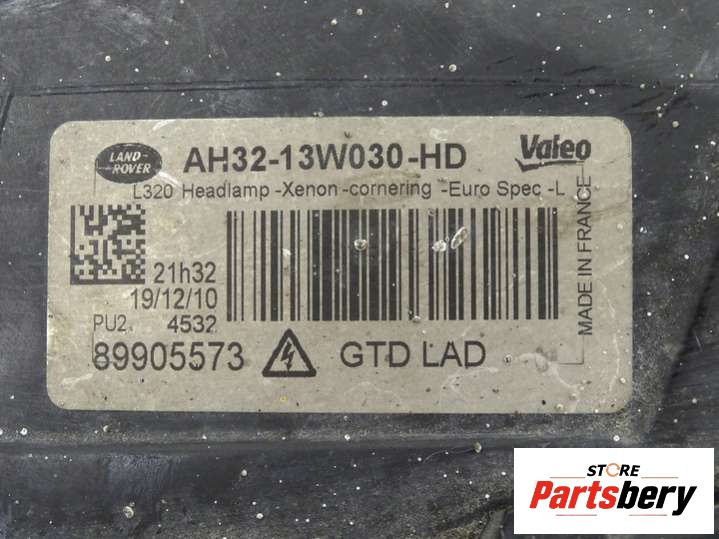 LAND-
ROVER
AH32-13W030-HD
Valeo
L320 Headlamp -Xenon -cornering -Euro Spec -L
MADE IN FRANCE
21h32
19/12/10
PU2 4532
89905573
GTD LAD
STORE
Partsbery